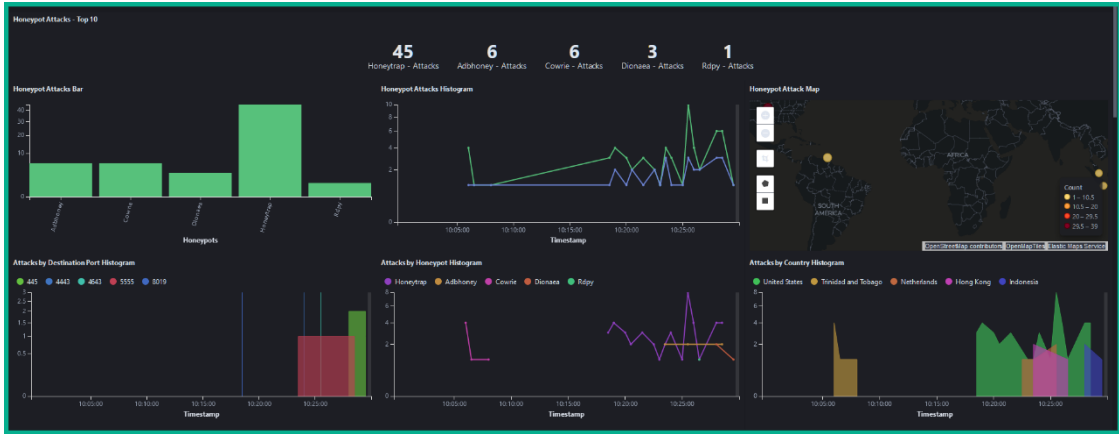 Honeypot Attacks - Top 10
45 6 6 3 1
Honeytrap - Attacks Adbhoney - Attacks Cowrie - Attacks Dionaea - Attacks Rdpy - Attacks
Honeypot Attacks Bar
40
30
20
10
0
Adbhoney Cowrie Dionaea Honeytrap Rdpy
Honeypots
Honeypot Attacks Histogram
10
8
6
4
2
0
10:05:00 10:10:00 10:15:00 10:20:00 10:25:00
Timestamp
Honeypot Attack Map
AFRICA
SOUTH
AMERICA
Count
1 – 10.5
10.5 – 20
20 – 29.5
29.5 – 39
OpenStreetMap contributors OpenMapTiles Elastic Maps Service
Attacks by Destination Port Histogram
445 4443 4643 5555 8019
3
2.5
2
1.5
1
0.5
0
10:05:00 10:10:00 10:15:00 10:20:00 10:25:00
Timestamp
Attacks by Honeypot Histogram
Honeytrap Adbhoney Cowrie Dionaea Rdpy
8
6
4
2
0
10:05:00 10:10:00 10:15:00 10:20:00 10:25:00
Timestamp
Attacks by Country Histogram
United States Trinidad and Tobago Netherlands Hong Kong Indonesia
8
6
4
2
0
10:05:00 10:10:00 10:15:00 10:20:00 10:25:00
Timestamp